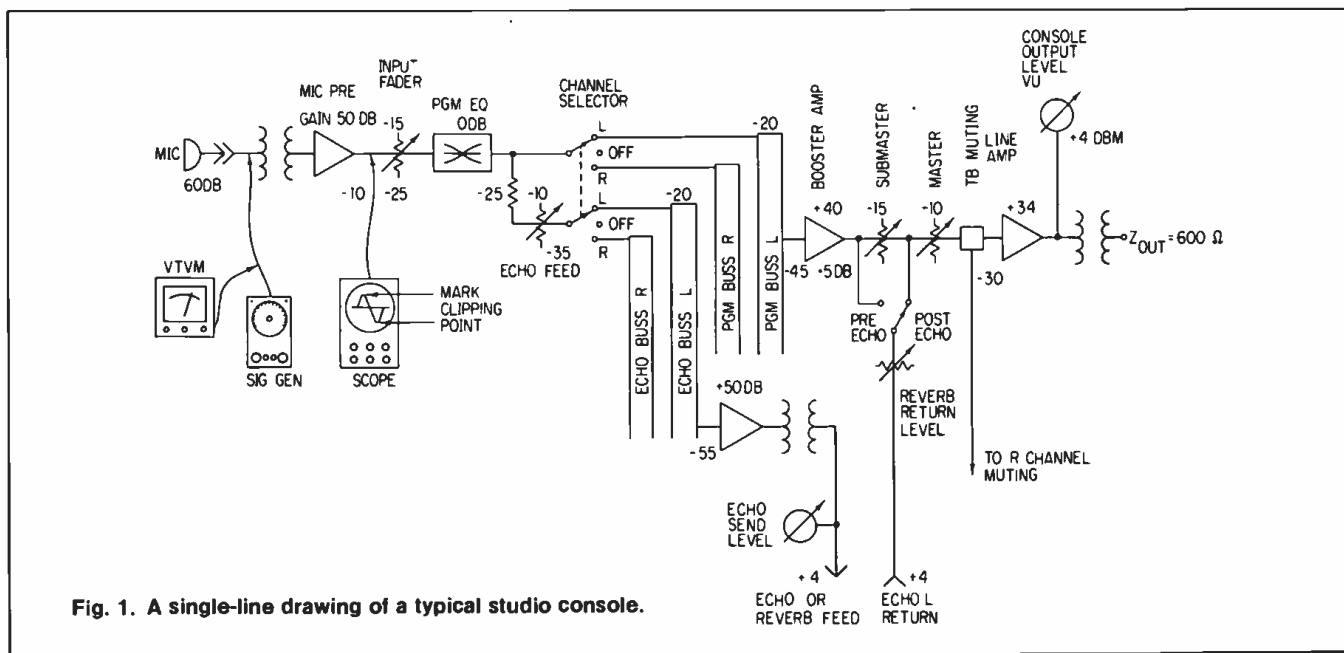 CONSOLE
OUTPUT
LEVEL
VU
+4 DBM
INPUT
FADER
MIC PRE
GAIN 50 DB
-15
PGM EQ
0DB
CHANNEL
SELECTOR
L
OFF
R
MIC
60DB
-10
-25
-25
-10
-35
ECHO FEED
L
OFF
R
-20
-20
ECHO BUSS R
ECHO BUSS L
PGM BUSS R
PGM BUSS L
BOOSTER AMP
+40
-45
+5DB
SUBMASTER
-15
MASTER
-10
TB MUTING
LINE
AMP
+34
-30
Z OUT = 600 Ω
VTVM
SIG GEN
MARK
CLIPPING
POINT
SCOPE
PRE
ECHO
POST
ECHO
REVERB
RETURN
LEVEL
TO R CHANNEL
MUTING
+50DB
-55
ECHO
SEND
LEVEL
+4
ECHO OR
REVERB FEED
+4
ECHO L
RETURN
Fig. 1. A single-line drawing of a typical studio console.